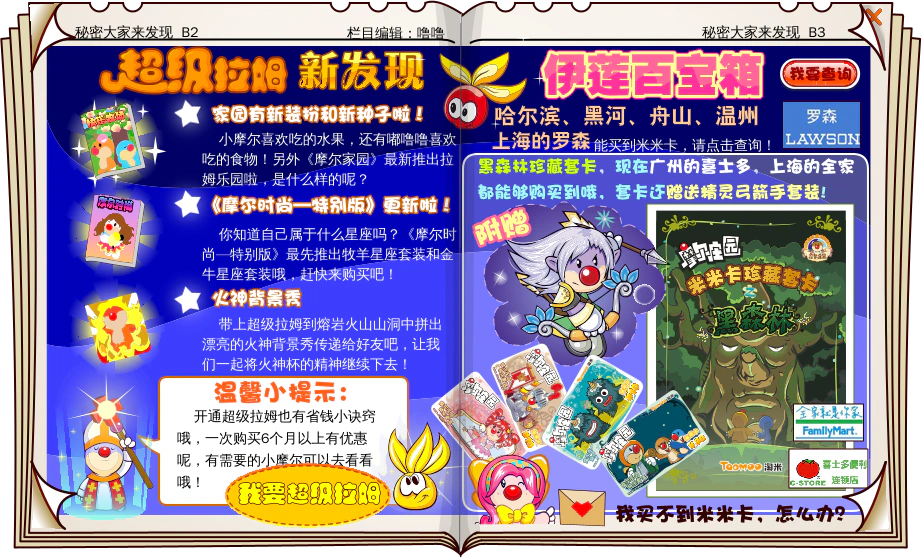 秘密大家来发现 B2
栏目编辑：噜噜
超级拉姆 新发现
家园有新装扮和新种子啦！
小摩尔喜欢吃的水果，还有嘟噜噜喜欢
吃的食物！另外《摩尔家园》最新推出拉
姆乐园啦，是什么样的呢？
《摩尔时尚—特别版》更新啦！
你知道自己属于什么星座吗？《摩尔时
尚—特别版》最先推出牡羊星座套装和金
牛星座套装哦，赶快来购买吧！
火神背景秀
带上超级拉姆到熔岩火山山洞中拼出
漂亮的火神背景秀传递给好友吧，让我
们一起将火神杯的精神继续下去！
温馨小提示：
开通超级拉姆也有省钱小诀窍
哦，一次购买6个月以上有优惠
呢，有需要的小摩尔可以去看看
哦！
我要超级拉姆
秘密大家来发现 B3
伊莲百宝箱
我要查询
哈尔滨、黑河、舟山、温州
上海的罗森 能买到米米卡，请点击查询！
罗森
LAWSON
黑森林珍藏套卡，现在广州的喜士多、上海的全家
都能够购买到哦，套卡还赠送精灵弓箭手套装!
附赠
摩尔庄园
米米卡珍藏套卡
之
黑森林
全家就是你家
FamilyMart.
Taomee 淘米
喜士多便利
连锁店
C-STORE
我买不到米米卡，怎么办?